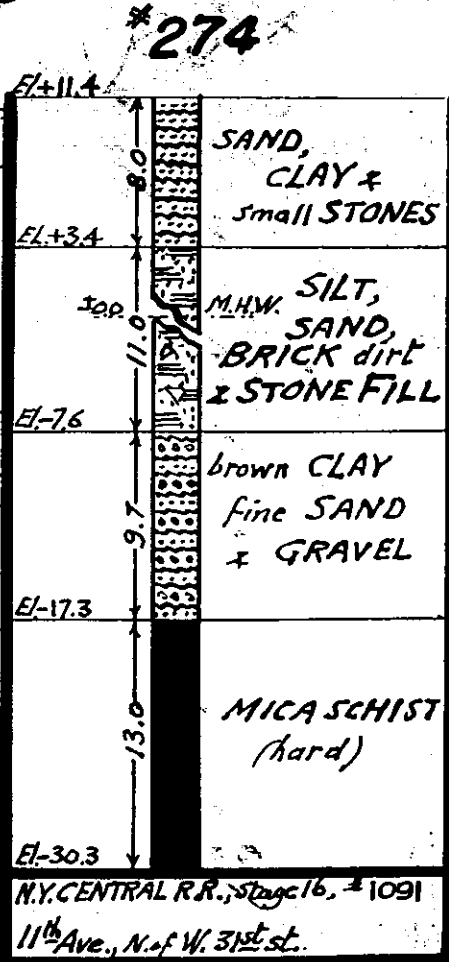 #274
El.+11.4
8.0
SAND,
CLAY &
small STONES
El.+3.4
11.0
±0.0
M.H.W.
SILT,
SAND,
BRICK dirt
& STONE FILL
El.-7.6
9.7
brown CLAY
fine SAND
& GRAVEL
El.-17.3
13.0
MICA SCHIST
(hard)
El.-30.3
N.Y. CENTRAL R.R.; Stage 16, #1091
11th Ave., N. of W. 31st st.